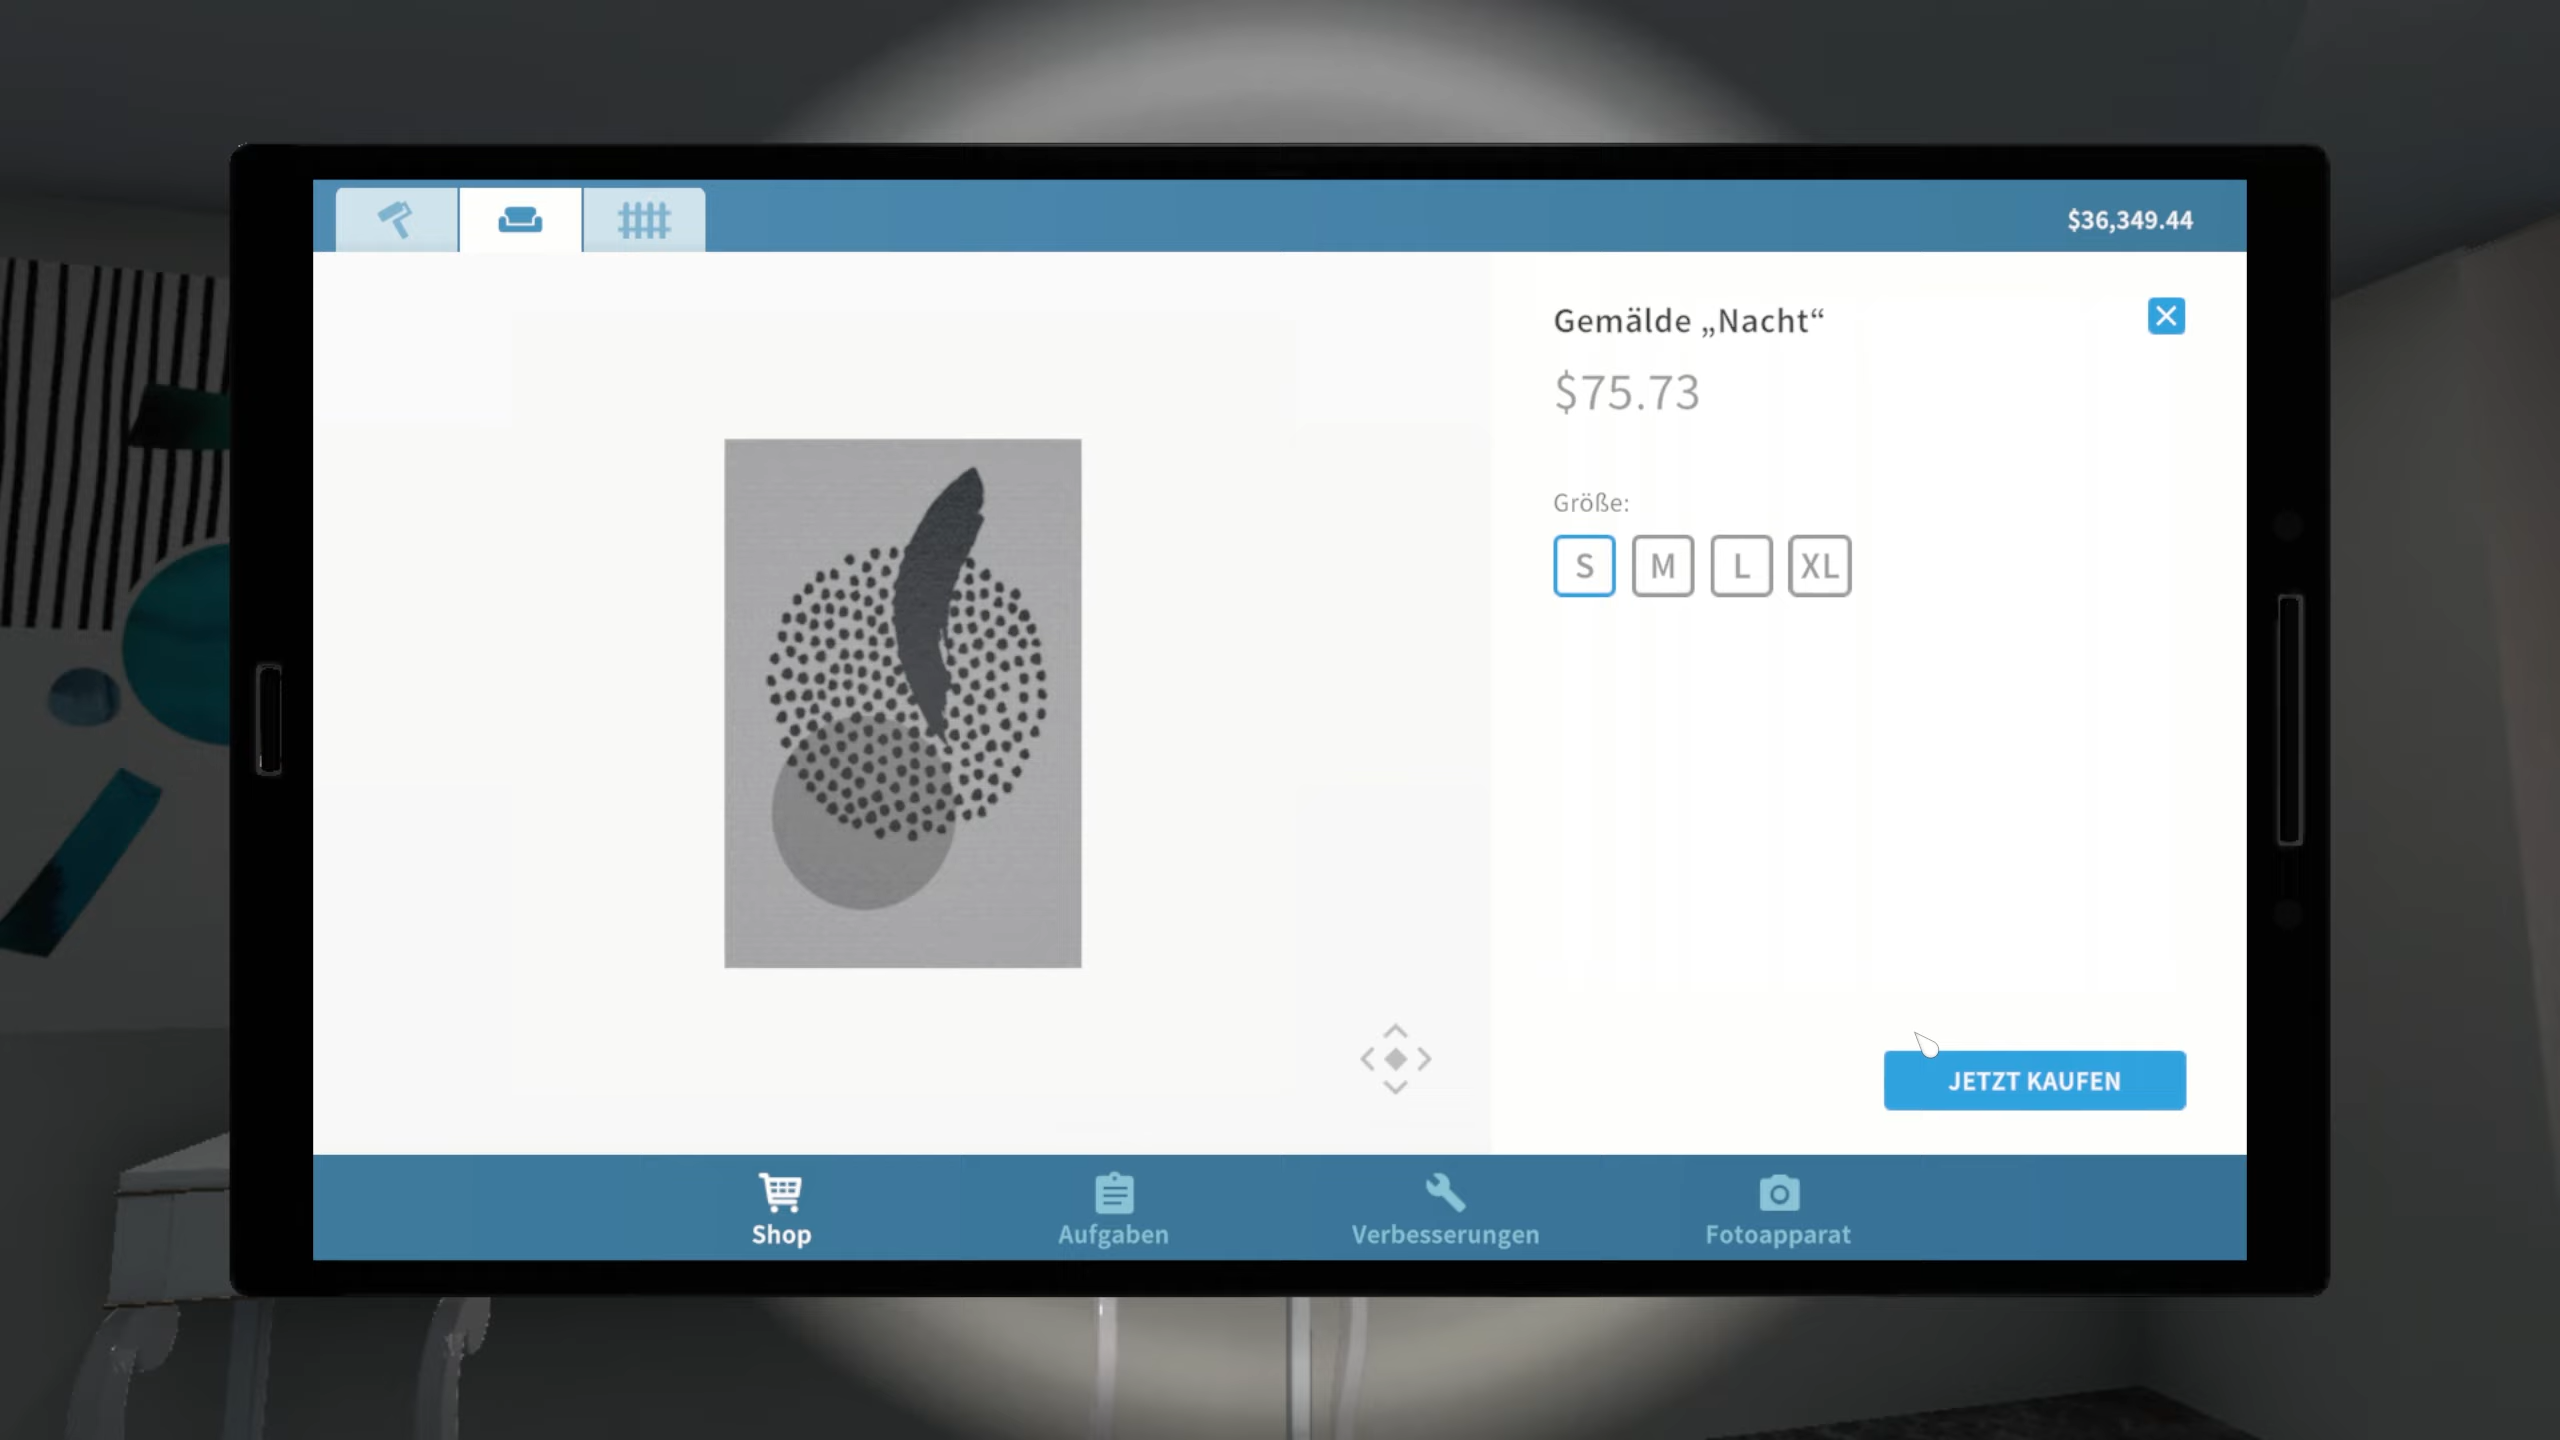 $36,349.44
Gemälde „Nacht“
$75.73
Größe:
S M L XL
JETZT KAUFEN
Shop Aufgaben Verbesserungen Fotoapparat